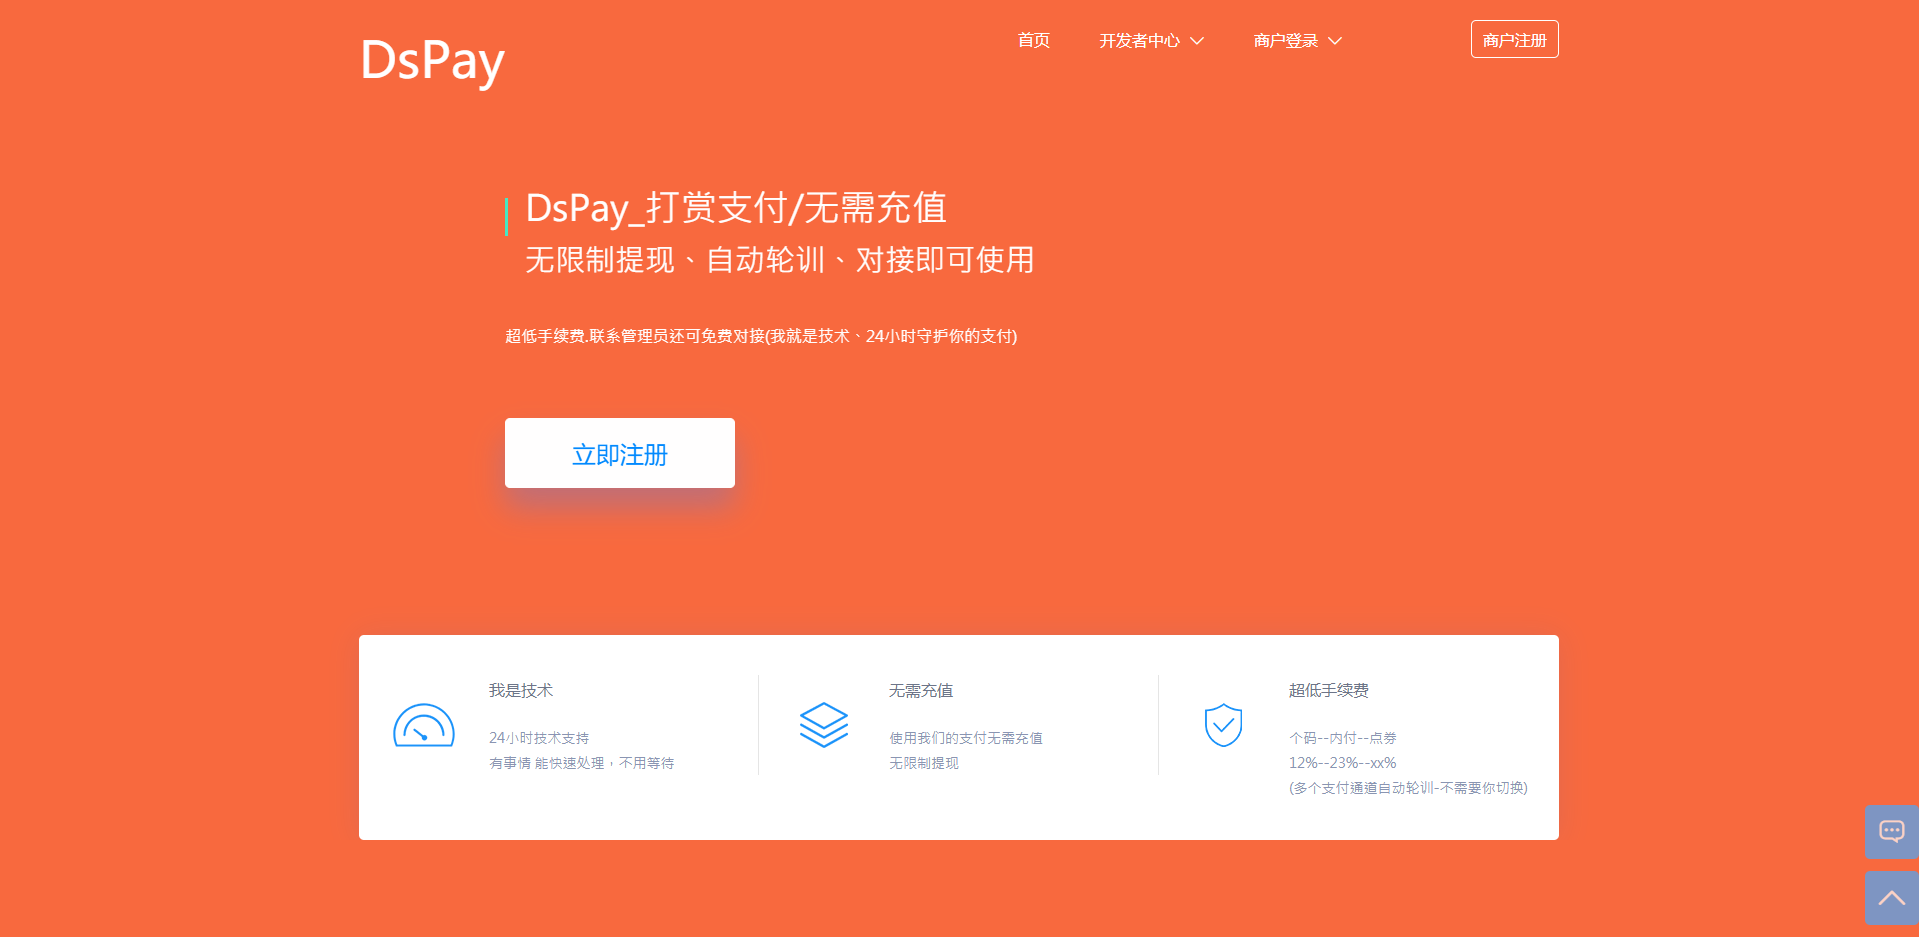 DsPay
首页
开发者中心
商户登录
商户注册
DsPay_打赏支付/无需充值
无限制提现、自动轮训、对接即可使用
超低手续费.联系管理员还可免费对接(我就是技术、24小时守护你的支付)
立即注册
我是技术
24小时技术支持
有事情 能快速处理，不用等待
无需充值
使用我们的支付无需充值
无限制提现
超低手续费
个码--内付--点券
12%--23%--xx%
(多个支付通道自动轮训-不需要你切换)